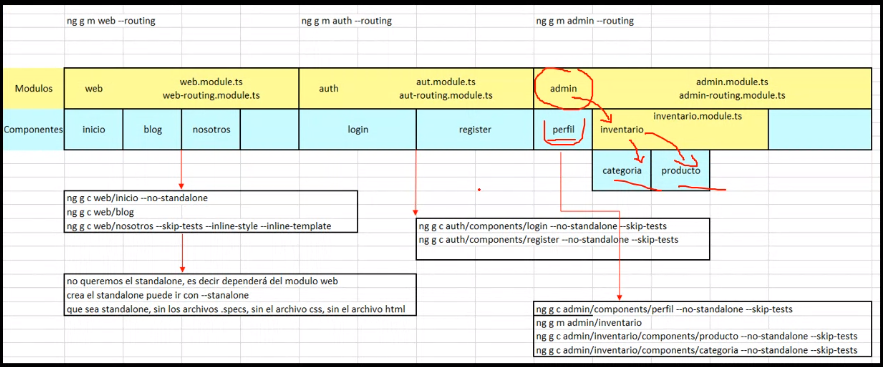 ng g m web --routing
ng g m auth --routing
ng g m admin --routing
Modulos
web
web.module.ts
web-routing.module.ts
auth
aut.module.ts
aut-routing.module.ts
admin
admin.module.ts
admin-routing.module.ts
Componentes
inicio
blog
nosotros
login
register
perfil
inventario
inventario.module.ts
categoria
producto
ng g c web/inicio --no-standalone
ng g c web/blog
ng g c web/nosotros --skip-tests --inline-style --inline-template
ng g c auth/components/login --no-standalone --skip-tests
ng g c auth/components/register --no-standalone --skip-tests
no queremos el standalone, es decir dependerá del modulo web
crea el standalone puede ir con --stanalone
que sea standalone, sin los archivos .specs, sin el archivo css, sin el archivo html
ng g c admin/components/perfil --no-standalone --skip-tests
ng g m admin/inventario
ng g c admin/inventario/components/producto --no-standalone --skip-tests
ng g c admin/inventario/components/categoria --no-standalone --skip-tests